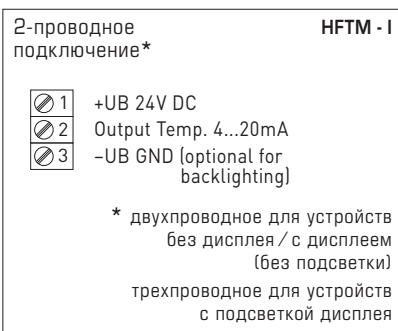 2-проводное HFTM - I
подключение*
1 +UB 24V DC
2 Output Temp. 4...20mA
3 –UB GND (optional for
backlighting)
* двухпроводное для устройств
без дисплея / с дисплеем
(без подсветки)
трехпроводное для устройств
с подсветкой дисплея